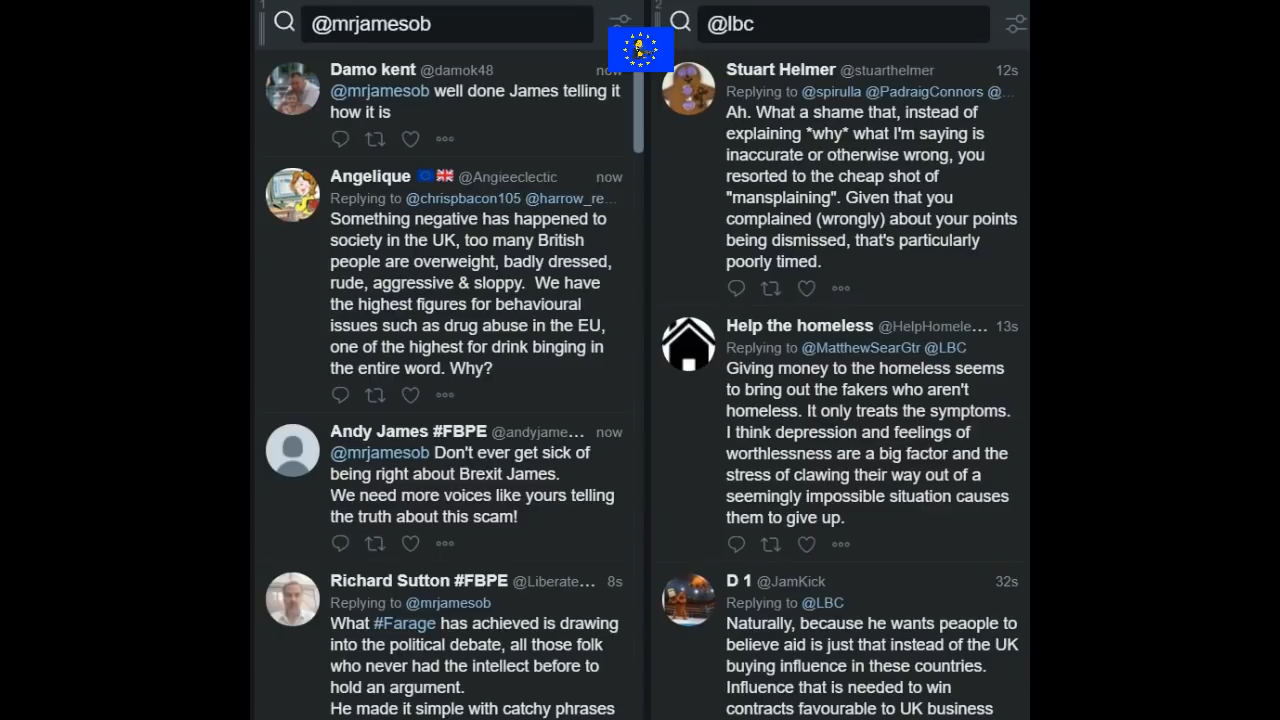 1
@mrjamesob
Damo kent @damok48 now
@mrjamesob well done James telling it
how it is
Angelique @Angieeclectic now
Replying to @chrispbacon105 @harrow_re...
Something negative has happened to
society in the UK, too many British
people are overweight, badly dressed,
rude, aggressive & sloppy. We have
the highest figures for behavioural
issues such as drug abuse in the EU,
one of the highest for drink binging in
the entire word. Why?
Andy James #FBPE @andyjame... now
@mrjamesob Don't ever get sick of
being right about Brexit James.
We need more voices like yours telling
the truth about this scam!
Richard Sutton #FBPE @Liberate... 8s
Replying to @mrjamesob
What #Farage has achieved is drawing
into the political debate, all those folk
who never had the intellect before to
hold an argument.
He made it simple with catchy phrases
2
@lbc
Stuart Helmer @stuarthelmer 12s
Replying to @spirulla @PadraigConnors @...
Ah. What a shame that, instead of
explaining *why* what I'm saying is
inaccurate or otherwise wrong, you
resorted to the cheap shot of
"mansplaining". Given that you
complained (wrongly) about your points
being dismissed, that's particularly
poorly timed.
Help the homeless @HelpHomele... 13s
Replying to @MatthewSearGtr @LBC
Giving money to the homeless seems
to bring out the fakers who aren't
homeless. It only treats the symptoms.
I think depression and feelings of
worthlessness are a big factor and the
stress of clawing their way out of a
seemingly impossible situation causes
them to give up.
D 1 @JamKick 32s
Replying to @LBC
Naturally, because he wants peaople to
believe aid is just that instead of the UK
buying influence in these countries.
Influence that is needed to win
contracts favourable to UK business